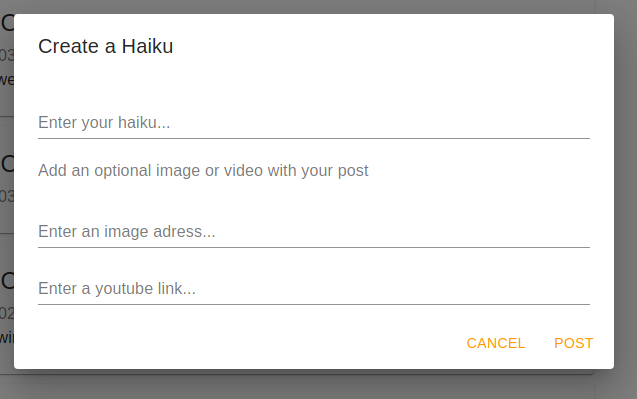 Create a Haiku
Enter your haiku...
Add an optional image or video with your post
Enter an image adress...
Enter a youtube link...
CANCEL POST